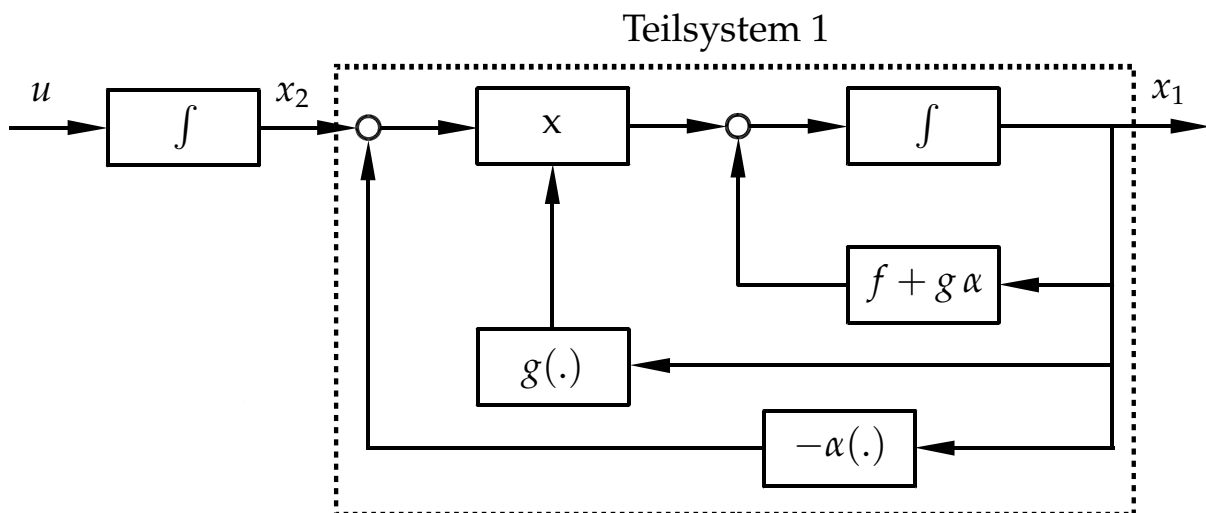 Teilsystem 1
u
∫
x₂
x
∫
x₁
f + g α
g(.)
−α(.)